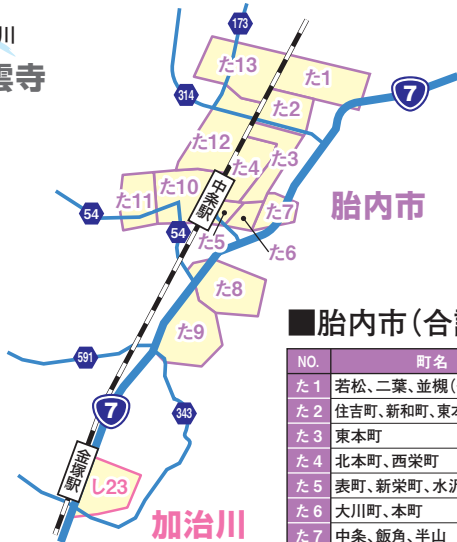 川
雲寺
173
た13
た1
7
314
た2
た12
た3
た4
中条駅
た10
た11
た7
胎内市
54
54
た5
た6
た8
た9
591
7
343
金塚駅
し23
加治川
■胎内市(合
NO. 町名
た1 若松、二葉、並槻(
た2 住吉町、新和町、東本
た3 東本町
た4 北本町、西栄町
た5 表町、新栄町、水沢
た6 大川町、本町
た7 中条、飯角、半山